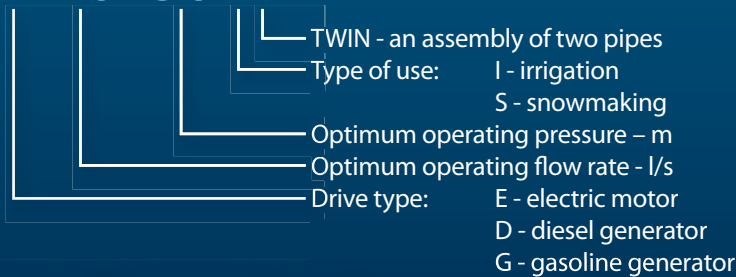 TWIN - an assembly of two pipes
Type of use: I - irrigation
S - snowmaking
Optimum operating pressure – m
Optimum operating flow rate - l/s
Drive type: E - electric motor
D - diesel generator
G - gasoline generator